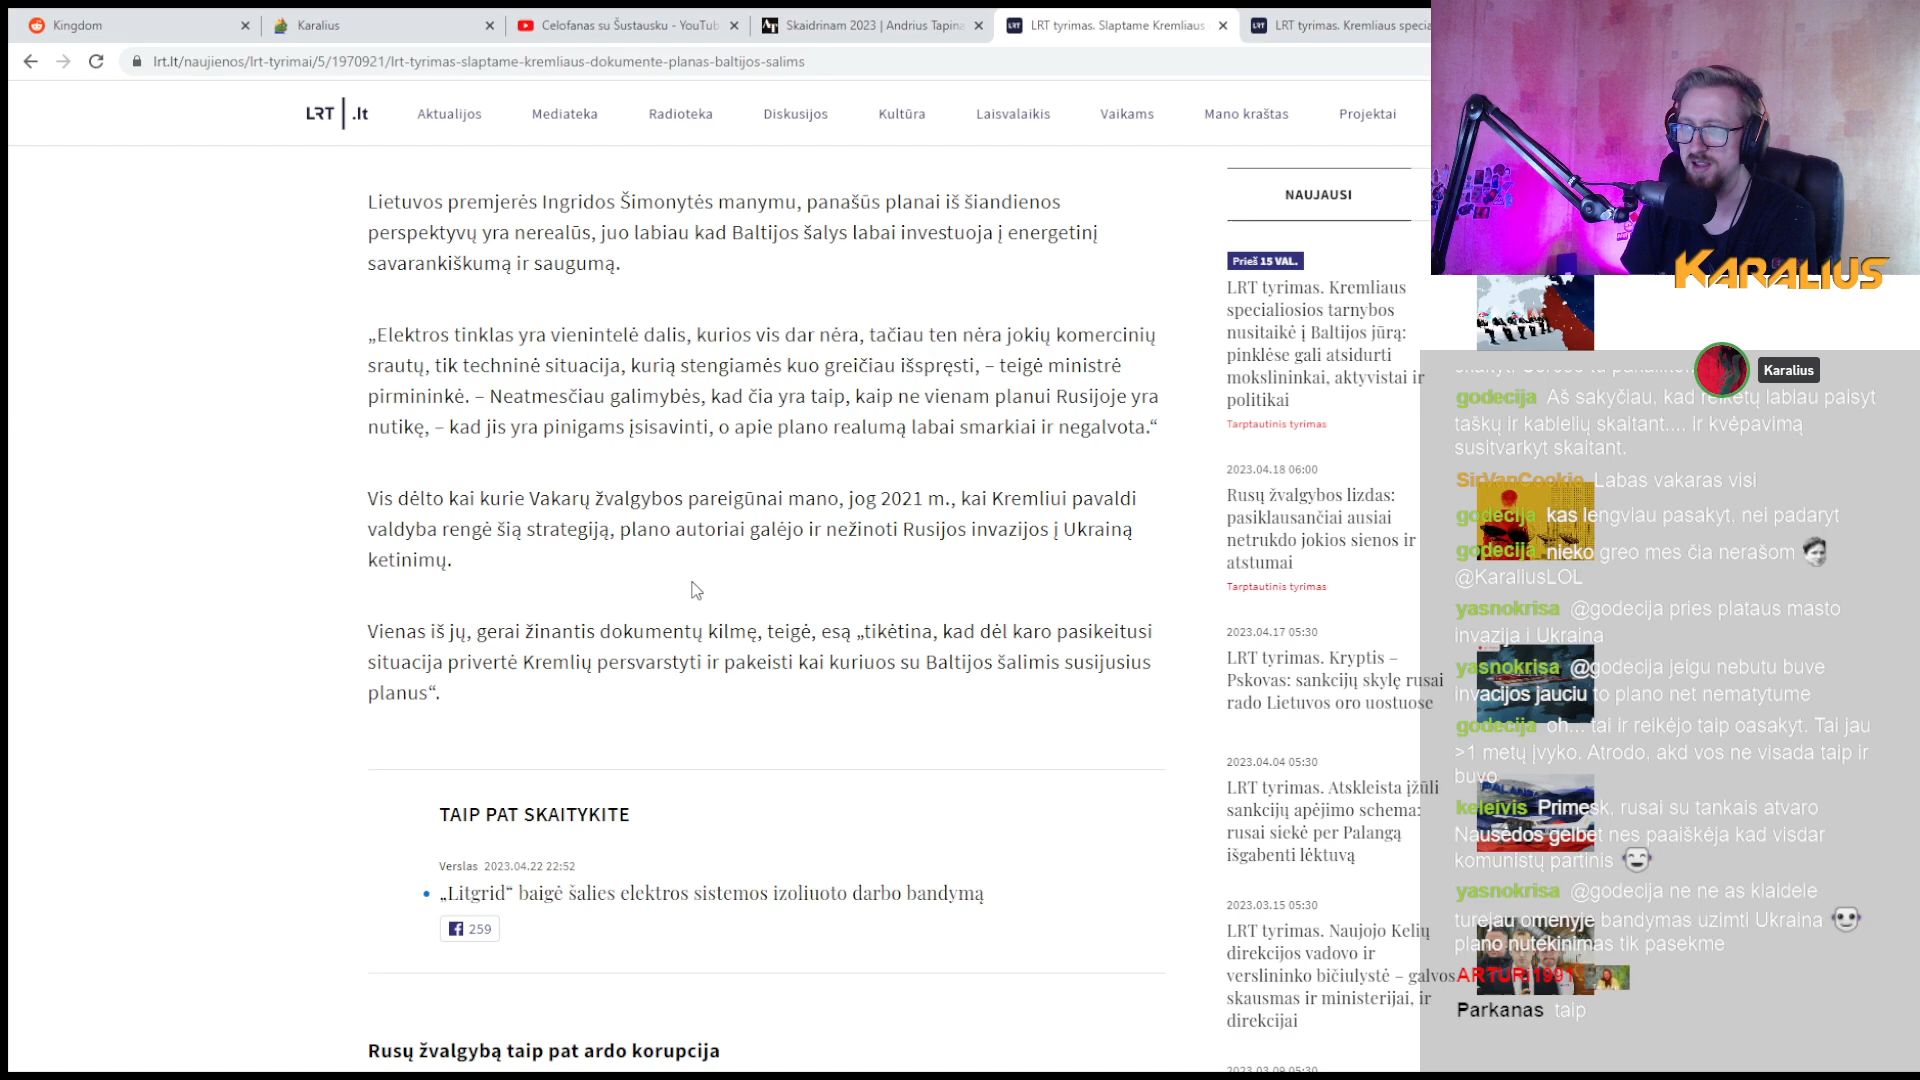 Kingdom
Karalius
Celofanas su Šustausku - YouTub
Skaidrinam 2023 | Andrius Tapina
LRT tyrimas. Slaptame Kremliaus
LRT tyrimas. Kremliaus specia
lrt.lt/naujienos/lrt-tyrimai/5/1970921/lrt-tyrimas-slaptame-kremliaus-dokumente-planas-baltijos-salims
LRT .lt
Aktualijos
Mediateka
Radioteka
Diskusijos
Kultūra
Laisvalaikis
Vaikams
Mano kraštas
Projektai
Lietuvos premjerės Ingridos Šimonytės manymu, panašūs planai iš šiandienos
perspektyvų yra nerealūs, juo labiau kad Baltijos šalys labai investuoja į energetinį
savarankiškumą ir saugumą.
„Elektros tinklas yra vienintelė dalis, kurios vis dar nėra, tačiau ten nėra jokių komercinių
srautų, tik techninė situacija, kurią stengiamės kuo greičiau išspręsti, – teigė ministrė
pirmininkė. – Neatmesčiau galimybės, kad čia yra taip, kaip ne vienam planui Rusijoje yra
nutikę, – kad jis yra pinigams įsisavinti, o apie plano realumą labai smarkiai ir negalvota.“
Vis dėlto kai kurie Vakarų žvalgybos pareigūnai mano, jog 2021 m., kai Kremliui pavaldi
valdyba rengė šią strategiją, plano autoriai galėjo ir nežinoti Rusijos invazijos į Ukrainą
ketinimų.
Vienas iš jų, gerai žinantis dokumentų kilmę, teigė, esą „tikėtina, kad dėl karo pasikeitusi
situacija privertė Kremlių persvarstyti ir pakeisti kai kuriuos su Baltijos šalimis susijusius
planus“.
TAIP PAT SKAITYKITE
Verslas 2023.04.22 22:52
„Litgrid“ baigė šalies elektros sistemos izoliuoto darbo bandymą
259
Rusų žvalgybą taip pat ardo korupcija
NAUJAUSI
Prieš 15 VAL.
LRT tyrimas. Kremliaus
specialiosios tarnybos
nusitaikė į Baltijos jūrą:
pinklėse gali atsidurti
mokslininkai, aktyvistai ir
politikai
Tarptautinis tyrimas
2023.04.18 06:00
Rusų žvalgybos lizdas:
pasiklausančiai ausiai
netrukdo jokios sienos ir
atstumai
Tarptautinis tyrimas
2023.04.17 05:30
LRT tyrimas. Kryptis –
Pskovas: sankcijų skylę rusai
rado Lietuvos oro uostuose
2023.04.04 05:30
LRT tyrimas. Atskleista įžūli
sankcijų apėjimo schema:
rusai siekė per Palangą
išgabenti lėktuvą
2023.03.15 05:30
LRT tyrimas. Naujojo Kelių
direkcijos vadovo ir
verslininko bičiulystė – galvos
skausmas ir ministerijai, ir
direkcijai
2023.03.09 05:30
KARALIUS
Karalius
godecija Aš sakyčiau, kad reikėtų labiau paisyt
taškų ir kablelių skaitant.... ir kvėpavimą
susitvarkyt skaitant.
SirVanCookie Labas vakaras visi
godecija kas lengviau pasakyt, nei padaryt
godecija nieko greo mes čia nerašom
@KaraliusLOL
yasnokrisa @godecija pries plataus masto
invazija i Ukraina
yasnokrisa @godecija jeigu nebutu buve
invacijos jauciu to plano net nematytume
godecija oh... tai ir reikėjo taip oasakyt. Tai jau
>1 metų įvyko. Atrodo, akd vos ne visada taip ir
buvo
keleivis Primesk, rusai su tankais atvaro
Nausėdos gelbėt nes paaiškėja kad visdar
komunistų partinis
yasnokrisa @godecija ne ne as klaidele
turejau omenyje bandymas uzimti Ukraina
plano nutekinimas tik pasekme
ARTURi1991
Parkanas taip